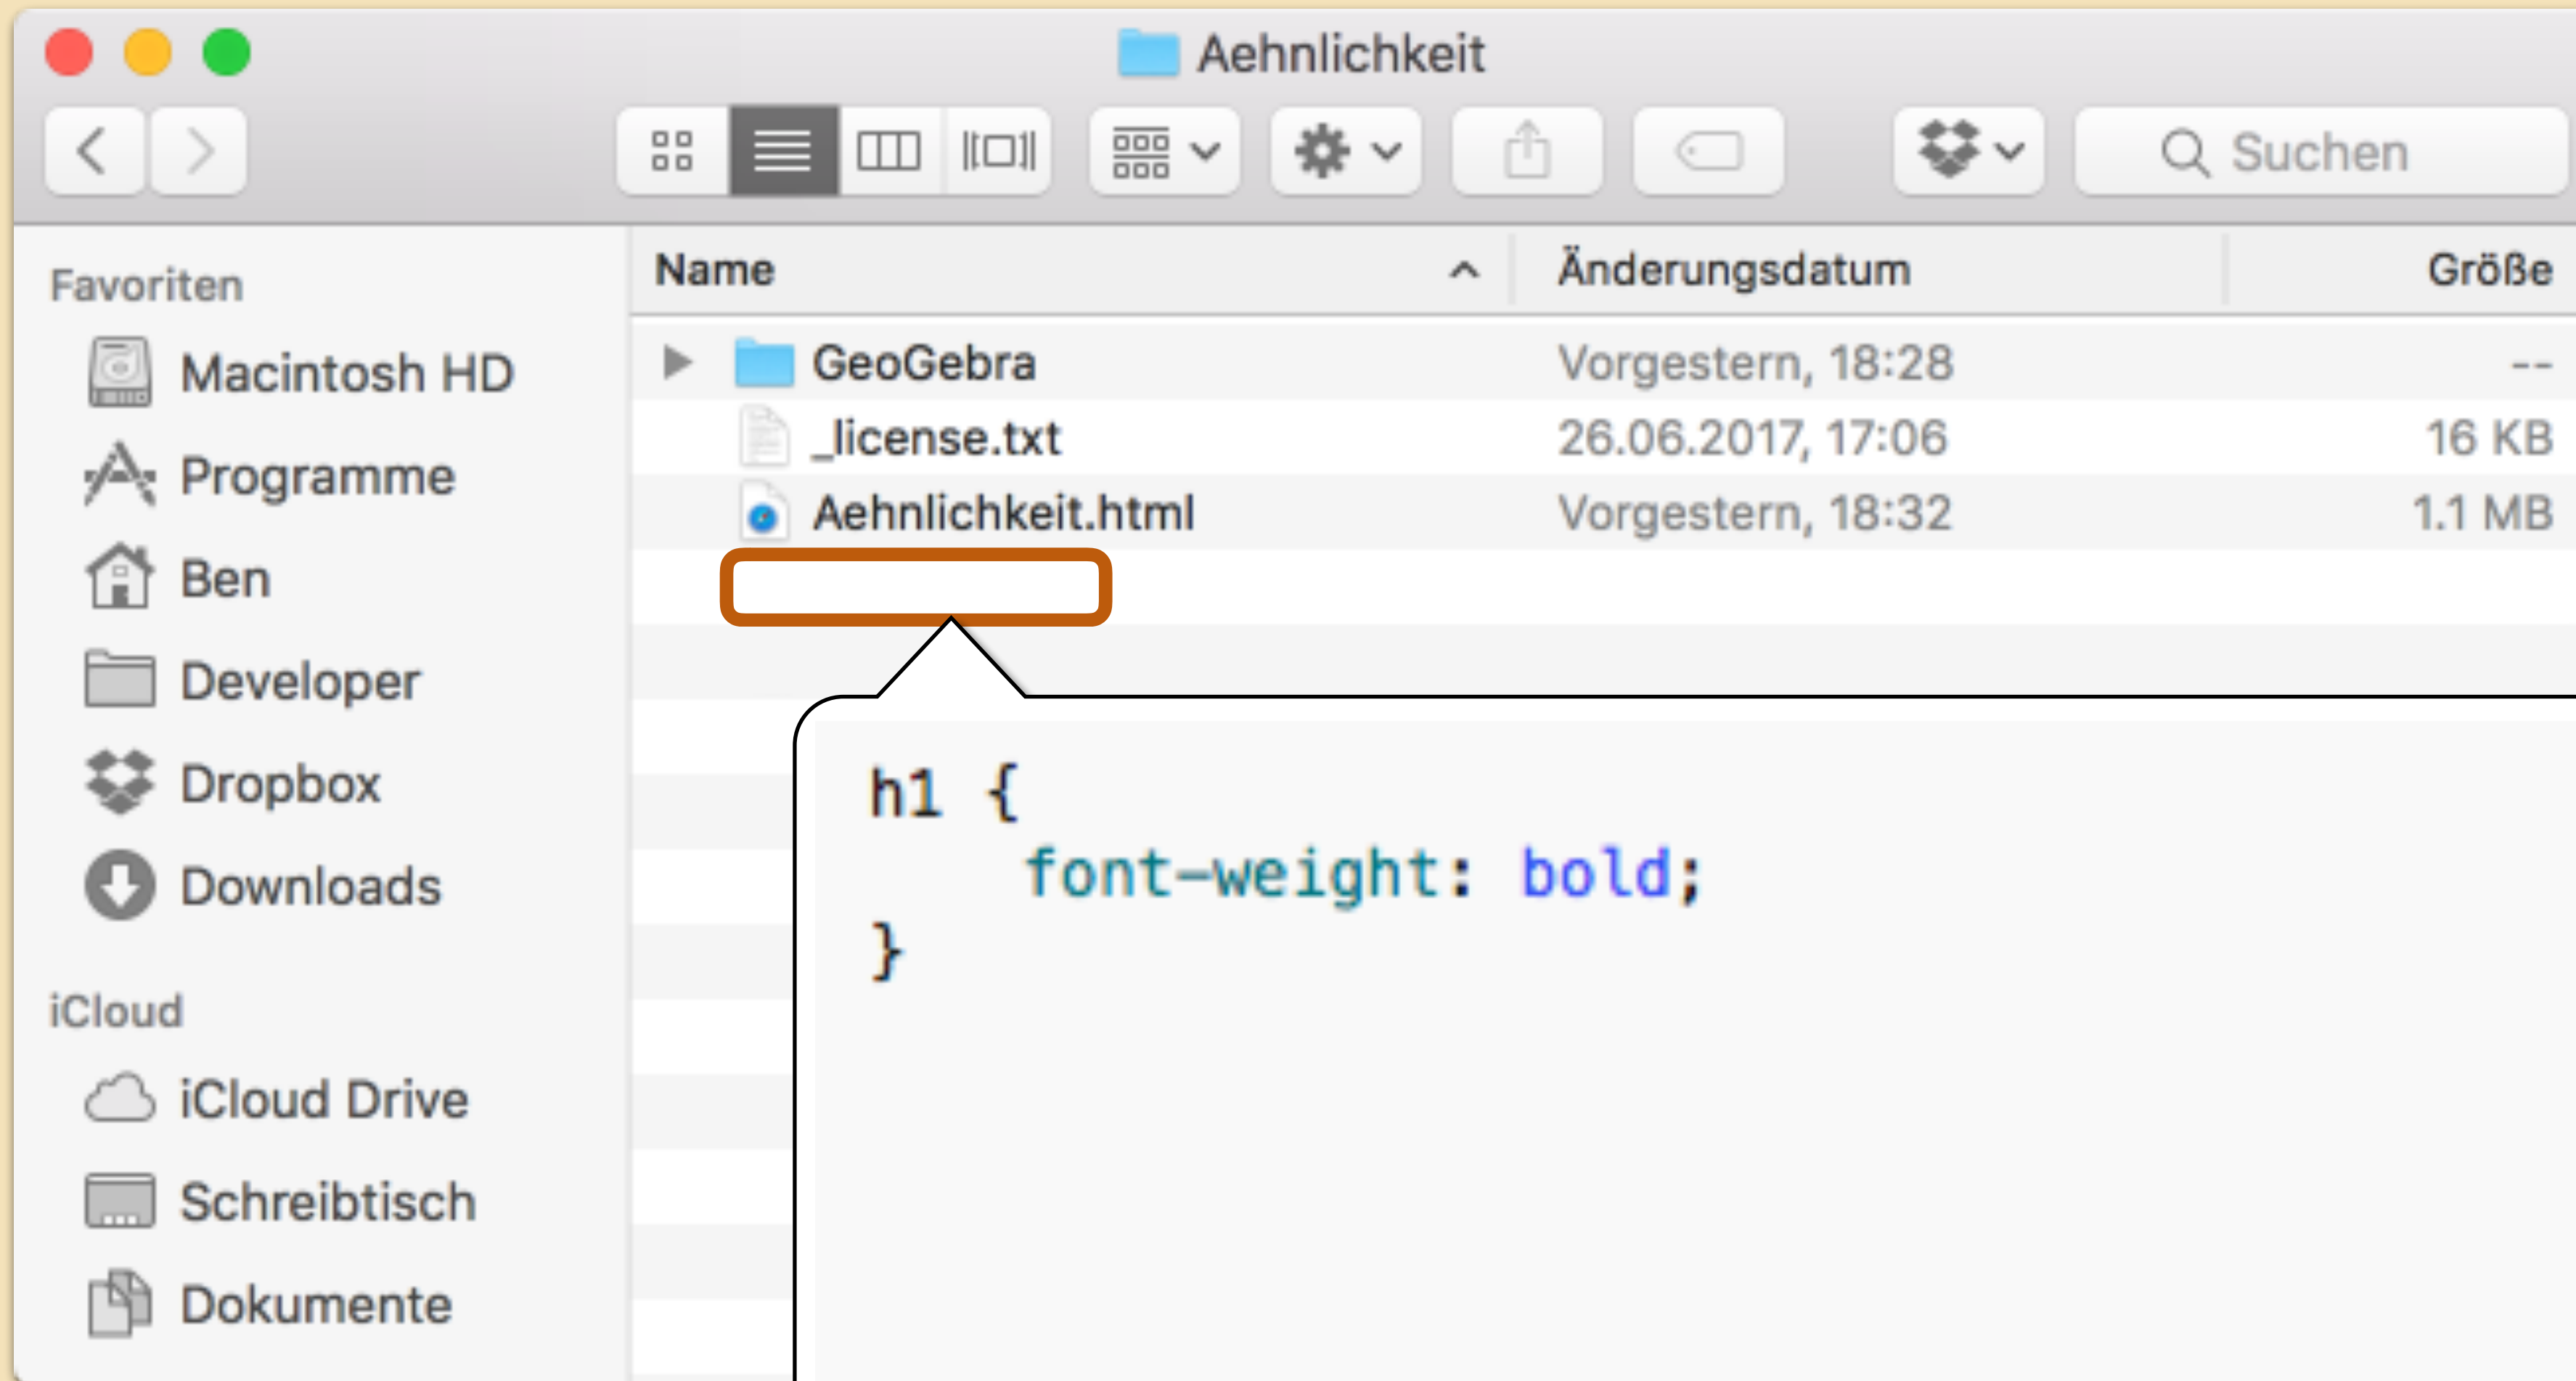 Aehnlichkeit
Suchen
Favoriten
Macintosh HD
Programme
Ben
Developer
Dropbox
Downloads
iCloud
iCloud Drive
Schreibtisch
Dokumente
Name Änderungsdatum Größe
GeoGebra Vorgestern, 18:28 --
_license.txt 26.06.2017, 17:06 16 KB
Aehnlichkeit.html Vorgestern, 18:32 1.1 MB
h1 {
    font-weight: bold;
}